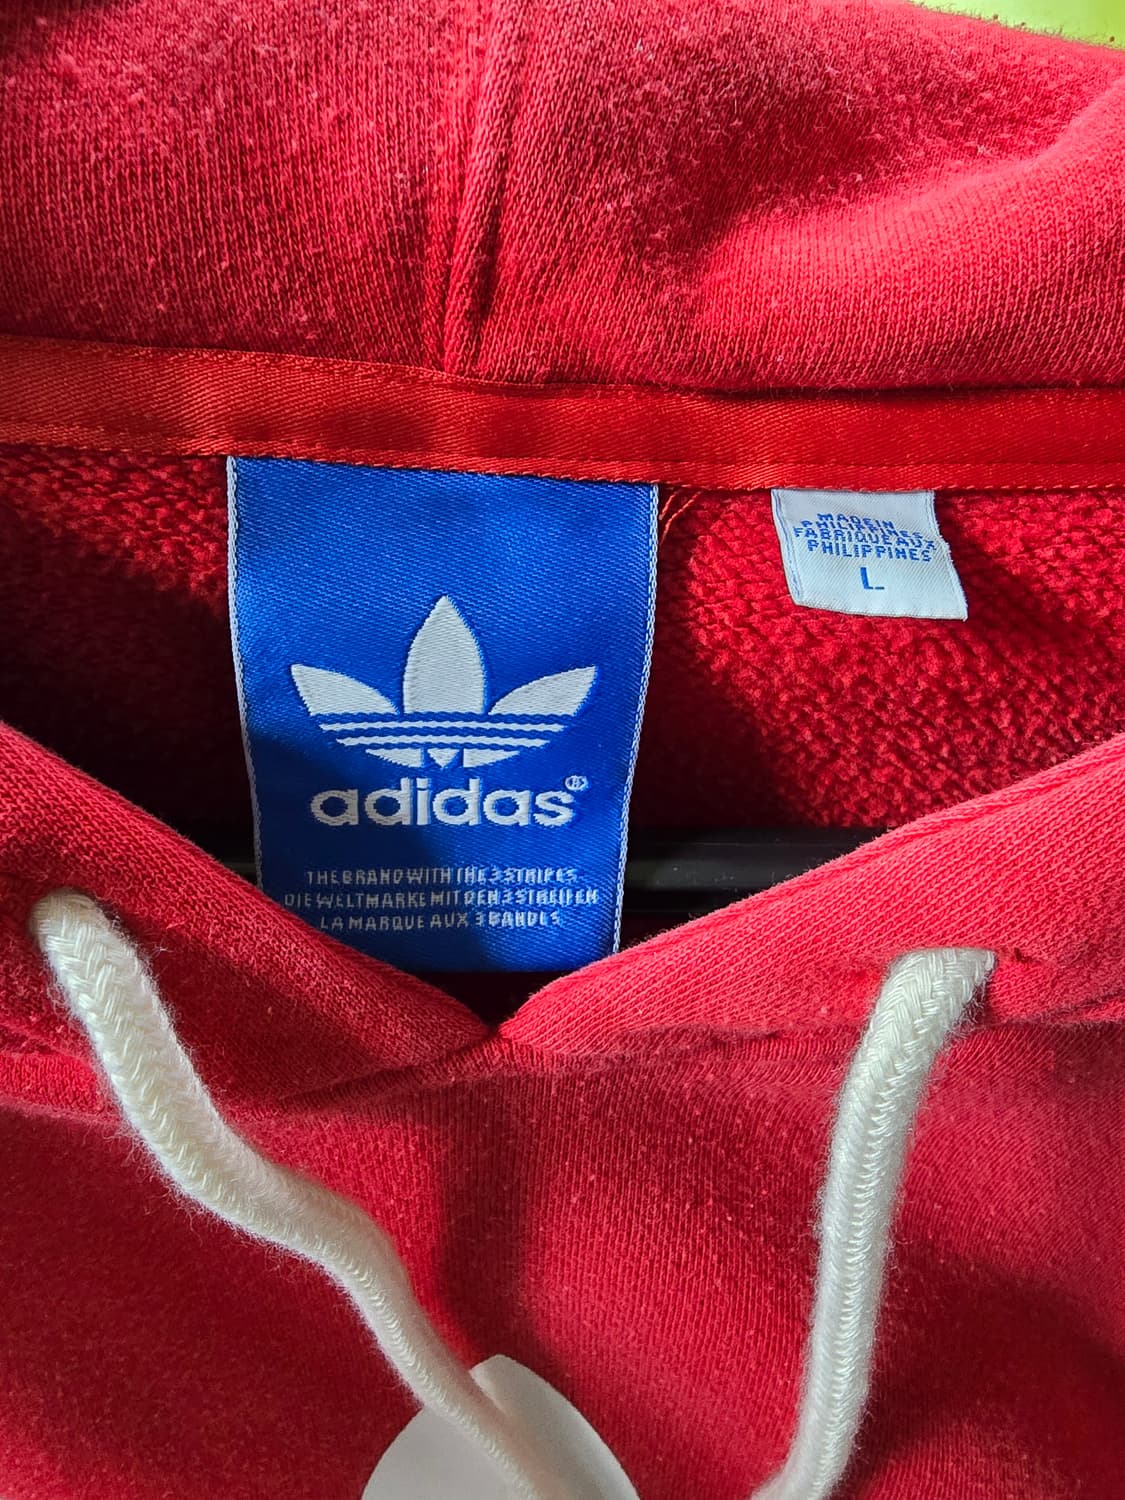 adidas®
THE BRAND WITH THE 3 STRIPES
DIE WELTMARKE MIT DEN 3 STREIFEN
LA MARQUE AUX 3 BANDES
MADE IN
PHILIPPINES
FABRIQUE AUX
PHILIPPINES
L